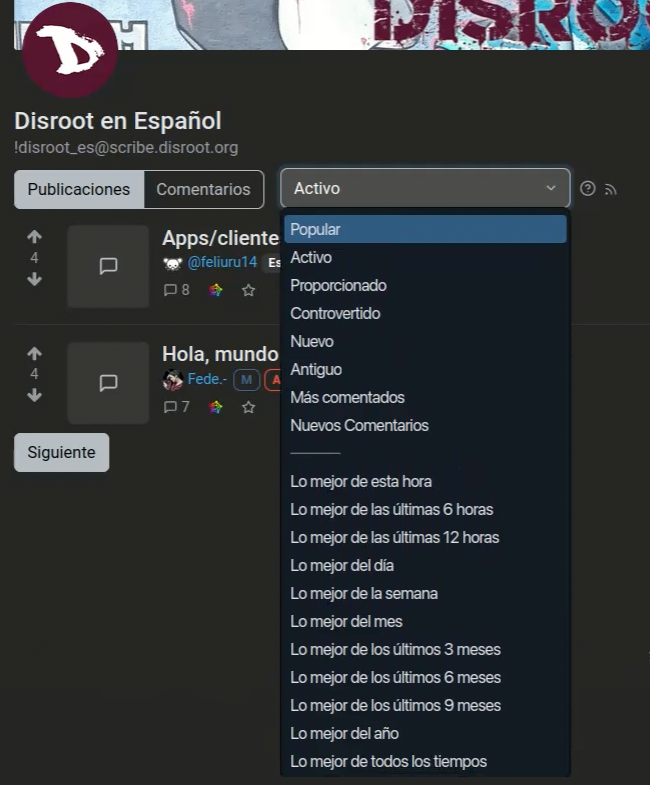 DISRO
D
Disroot en Español
!disroot_es@scribe.disroot.org
Publicaciones Comentarios Activo
4
Apps/cliente
@feliuru14 Es
8
4
Hola, mundo
Fede.- M A
7
Siguiente
Popular
Activo
Proporcionado
Controvertido
Nuevo
Antiguo
Más comentados
Nuevos Comentarios
Lo mejor de esta hora
Lo mejor de las últimas 6 horas
Lo mejor de las últimas 12 horas
Lo mejor del día
Lo mejor de la semana
Lo mejor del mes
Lo mejor de los últimos 3 meses
Lo mejor de los últimos 6 meses
Lo mejor de los últimos 9 meses
Lo mejor del año
Lo mejor de todos los tiempos